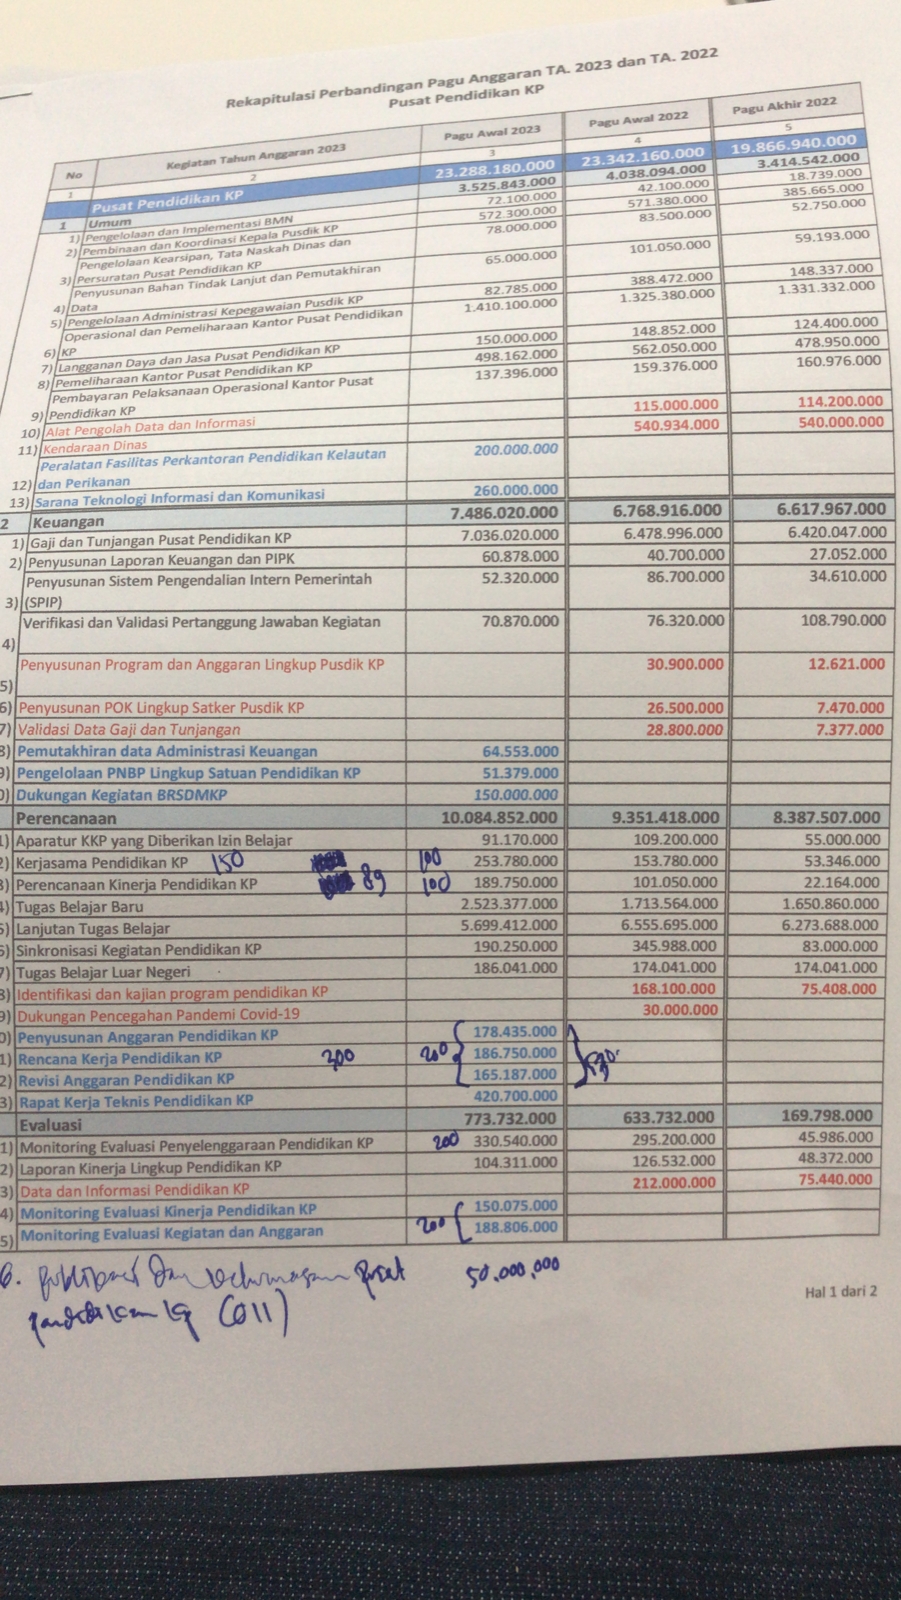 Rekapitulasi Perbandingan Pagu Anggaran TA. 2023 dan TA. 2022
Pusat Pendidikan KP
No Kegiatan Tahun Anggaran 2023 Pagu Awal 2023 Pagu Awal 2022 Pagu Akhir 2022
1 2 3 4 5
Pusat Pendidikan KP 23.288.180.000 23.342.160.000 19.866.940.000
1 Umum 3.525.843.000 4.038.094.000 3.414.542.000
1) Pengelolaan dan Implementasi BMN 72.100.000 42.100.000 18.739.000
2) Pembinaan dan Koordinasi Kepala Pusdik KP 572.300.000 571.380.000 385.665.000
Pengelolaan Kearsipan, Tata Naskah Dinas dan 78.000.000 83.500.000 52.750.000
3) Persuratan Pusat Pendidikan KP
Penyusunan Bahan Tindak Lanjut dan Pemutakhiran 65.000.000 101.050.000 59.193.000
4) Data
5) Pengelolaan Administrasi Kepegawaian Pusdik KP 82.785.000 388.472.000 148.337.000
Operasional dan Pemeliharaan Kantor Pusat Pendidikan 1.410.100.000 1.325.380.000 1.331.332.000
6) KP
7) Langganan Daya dan Jasa Pusat Pendidikan KP 150.000.000 148.852.000 124.400.000
8) Pemeliharaan Kantor Pusat Pendidikan KP 498.162.000 562.050.000 478.950.000
Pembayaran Pelaksanaan Operasional Kantor Pusat 137.396.000 159.376.000 160.976.000
9) Pendidikan KP
10) Alat Pengolah Data dan Informasi 115.000.000 114.200.000
11) Kendaraan Dinas 540.934.000 540.000.000
Peralatan Fasilitas Perkantoran Pendidikan Kelautan 200.000.000
12) dan Perikanan
13) Sarana Teknologi Informasi dan Komunikasi 260.000.000
2 Keuangan 7.486.020.000 6.768.916.000 6.617.967.000
1) Gaji dan Tunjangan Pusat Pendidikan KP 7.036.020.000 6.478.996.000 6.420.047.000
2) Penyusunan Laporan Keuangan dan PIPK 60.878.000 40.700.000 27.052.000
Penyusunan Sistem Pengendalian Intern Pemerintah 52.320.000 86.700.000 34.610.000
3) (SPIP)
Verifikasi dan Validasi Pertanggung Jawaban Kegiatan 70.870.000 76.320.000 108.790.000
4)
Penyusunan Program dan Anggaran Lingkup Pusdik KP 30.900.000 12.621.000
5)
6) Penyusunan POK Lingkup Satker Pusdik KP 26.500.000 7.470.000
7) Validasi Data Gaji dan Tunjangan 28.800.000 7.377.000
8) Pemutakhiran data Administrasi Keuangan 64.553.000
9) Pengelolaan PNBP Lingkup Satuan Pendidikan KP 51.379.000
0) Dukungan Kegiatan BRSDMKP 150.000.000
Perencanaan 10.084.852.000 9.351.418.000 8.387.507.000
1) Aparatur KKP yang Diberikan Izin Belajar 91.170.000 109.200.000 55.000.000
2) Kerjasama Pendidikan KP 150 100 253.780.000 153.780.000 53.346.000
3) Perencanaan Kinerja Pendidikan KP 89 100 189.750.000 101.050.000 22.164.000
4) Tugas Belajar Baru 2.523.377.000 1.713.564.000 1.650.860.000
5) Lanjutan Tugas Belajar 5.699.412.000 6.555.695.000 6.273.688.000
6) Sinkronisasi Kegiatan Pendidikan KP 190.250.000 345.988.000 83.000.000
7) Tugas Belajar Luar Negeri 186.041.000 174.041.000 174.041.000
8) Identifikasi dan kajian program pendidikan KP 168.100.000 75.408.000
9) Dukungan Pencegahan Pandemi Covid-19 30.000.000
0) Penyusunan Anggaran Pendidikan KP 178.435.000
1) Rencana Kerja Pendidikan KP 300 200 186.750.000 530
2) Revisi Anggaran Pendidikan KP 165.187.000
3) Rapat Kerja Teknis Pendidikan KP 420.700.000
Evaluasi 773.732.000 633.732.000 169.798.000
1) Monitoring Evaluasi Penyelenggaraan Pendidikan KP 200 330.540.000 295.200.000 45.986.000
2) Laporan Kinerja Lingkup Pendidikan KP 104.311.000 126.532.000 48.372.000
3) Data dan Informasi Pendidikan KP 212.000.000 75.440.000
4) Monitoring Evaluasi Kinerja Pendidikan KP 150.075.000
5) Monitoring Evaluasi Kegiatan dan Anggaran 200 188.806.000
6. dan pusat 50.000.000
pendidikan kp (011)
Hal 1 dari 2